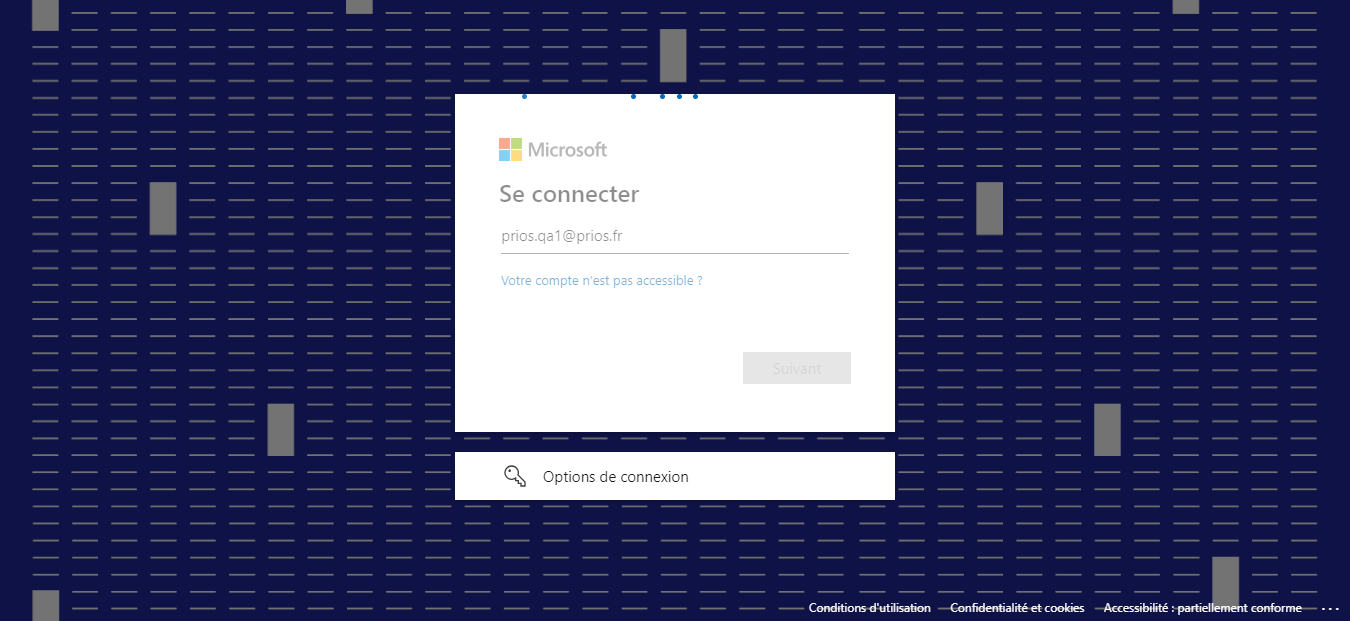 Microsoft
Se connecter
prios.qa1@prios.fr
Votre compte n'est pas accessible ?
Suivant
Options de connexion
Conditions d'utilisation Confidentialité et cookies Accessibilité : partiellement conforme ...